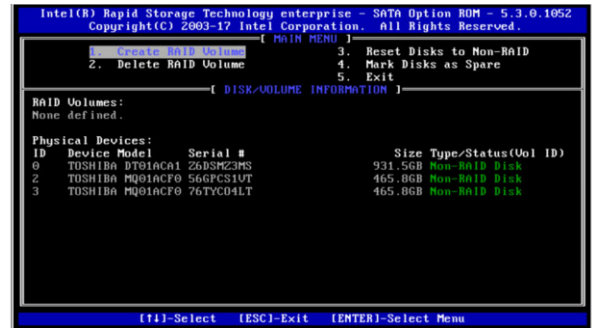 Intel(R) Rapid Storage Technology enterprise - SATA Option ROM - 5.3.0.1052
Copyright(C) 2003-17 Intel Corporation.  All Rights Reserved.
[ MAIN MENU ]
1.  Create RAID Volume    3.  Reset Disks to Non-RAID
2.  Delete RAID Volume    4.  Mark Disks as Spare
5.  Exit
[ DISK/VOLUME INFORMATION ]
RAID Volumes:
None defined.
Physical Devices:
ID  Device Model  Serial #  Size Type/Status(Vol ID)
0  TOSHIBA DT01ACA1 Z6DSMZ3MS  931.5GB Non-RAID Disk
2  TOSHIBA MQ01ACF0 56GPCS1VT  465.8GB Non-RAID Disk
3  TOSHIBA MQ01ACF0 76TYC04LT  465.8GB Non-RAID Disk
[↑↓]-Select  [ESC]-Exit  [ENTER]-Select Menu